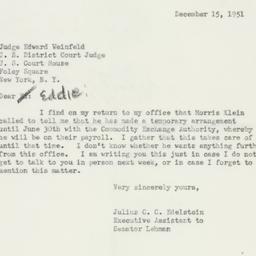 December 15, 1951
Judge Edward Weinfeld
U. S. District Court Judge
U. S. Court House
Foley Square
New York, N. Y.
Dear Eddie:
I find on my return to my office that Morris Klein
called to tell me that he has made a temporary arrangement
until June 30th with the Commodity Exchange Authority, whereby
he will be on their payroll. I gather that this takes care of
until that time. I don't know whether he wants anything further
from this office. I am writing you this just in case I do not
get to talk to you in person next week, or in case I forget to
mention this matter.
Very sincerely yours,
Julius C. C. Edelstein
Executive Assistant to
Senator Lehman